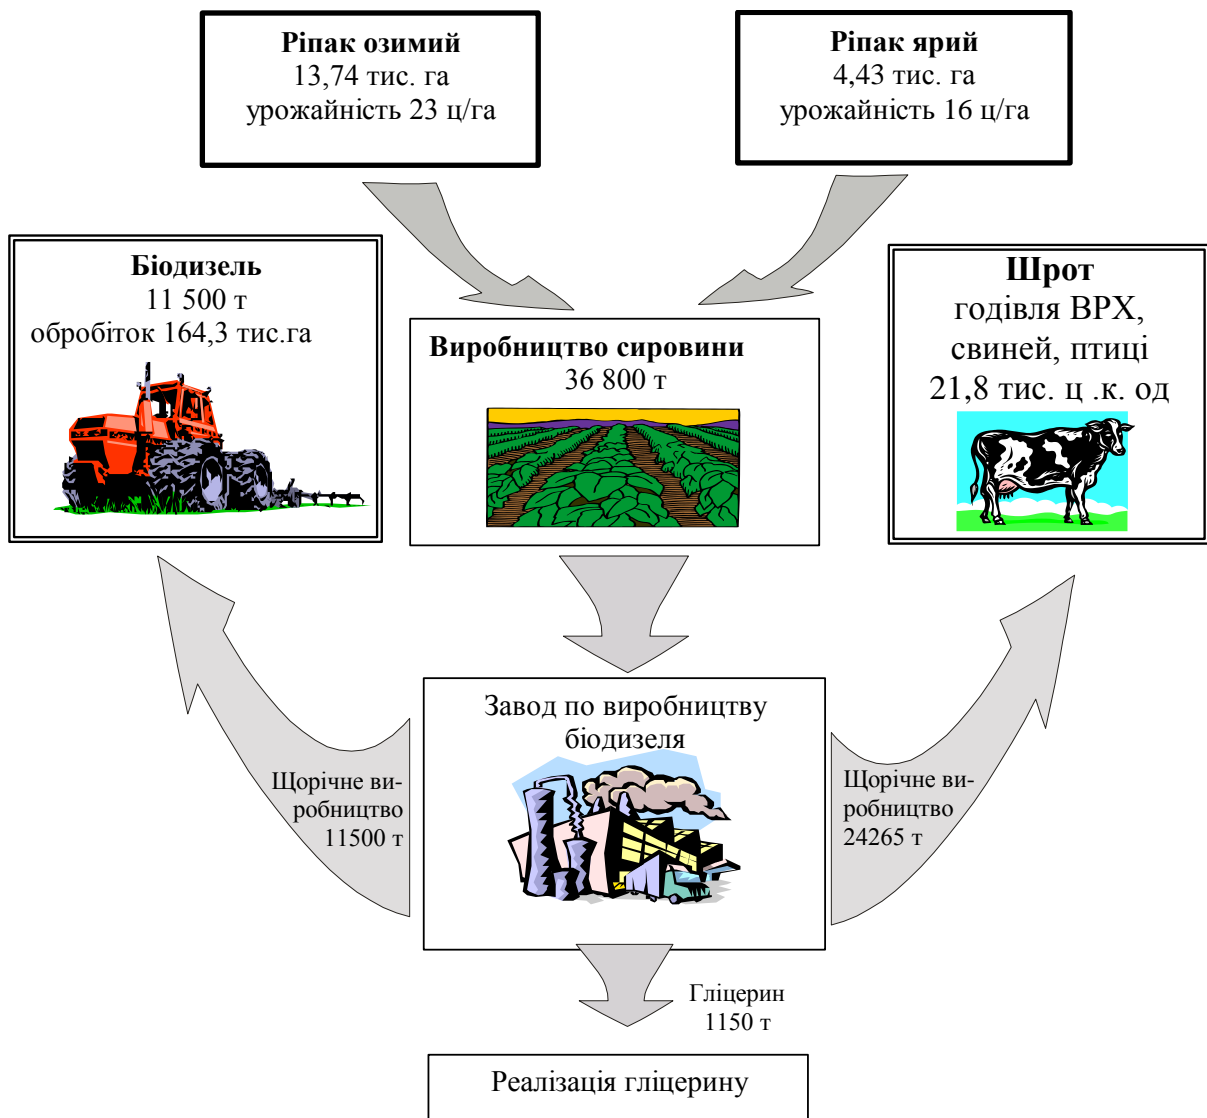 Ріпак озимий
13,74 тис. га
урожайність 23 ц/га
Ріпак ярий
4,43 тис. га
урожайність 16 ц/га
Біодизель
11 500 т
обробіток 164,3 тис.га
Виробництво сировини
36 800 т
Шрот
годівля ВРХ,
свиней, птиці
21,8 тис. ц .к. од
Завод по виробництву
біодизеля
Щорічне ви-
робництво
11500 т
Щорічне ви-
робництво
24265 т
Гліцерин
1150 т
Реалізація гліцерину